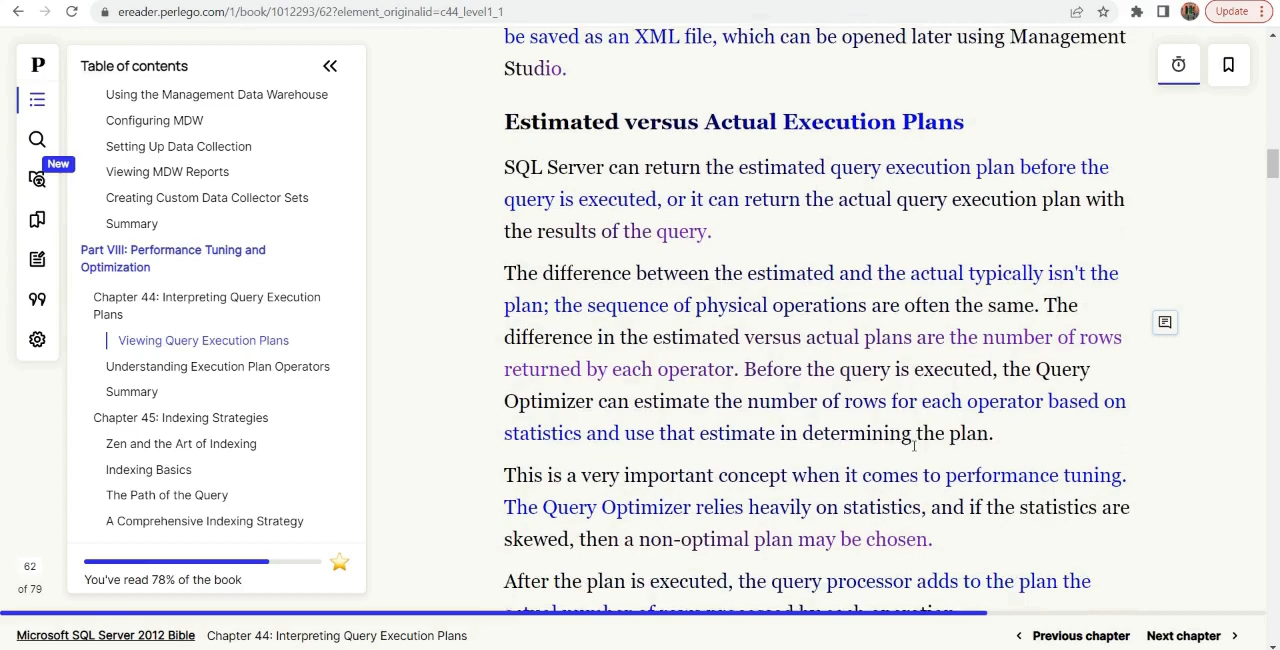 ereader.perlego.com/1/book/1012293/62?element_originalid=c44_level1_1
Update
P
New
62
of 79
Table of contents
Using the Management Data Warehouse
Configuring MDW
Setting Up Data Collection
Viewing MDW Reports
Creating Custom Data Collector Sets
Summary
Part VIII: Performance Tuning and
Optimization
Chapter 44: Interpreting Query Execution
Plans
Viewing Query Execution Plans
Understanding Execution Plan Operators
Summary
Chapter 45: Indexing Strategies
Zen and the Art of Indexing
Indexing Basics
The Path of the Query
A Comprehensive Indexing Strategy
You've read 78% of the book
be saved as an XML file, which can be opened later using Management
Studio.
Estimated versus Actual Execution Plans
SQL Server can return the estimated query execution plan before the
query is executed, or it can return the actual query execution plan with
the results of the query.
The difference between the estimated and the actual typically isn't the
plan; the sequence of physical operations are often the same. The
difference in the estimated versus actual plans are the number of rows
returned by each operator. Before the query is executed, the Query
Optimizer can estimate the number of rows for each operator based on
statistics and use that estimate in determining the plan.
This is a very important concept when it comes to performance tuning.
The Query Optimizer relies heavily on statistics, and if the statistics are
skewed, then a non-optimal plan may be chosen.
After the plan is executed, the query processor adds to the plan the
actual number of rows processed by each operation.
Microsoft SQL Server 2012 Bible Chapter 44: Interpreting Query Execution Plans
Previous chapter Next chapter